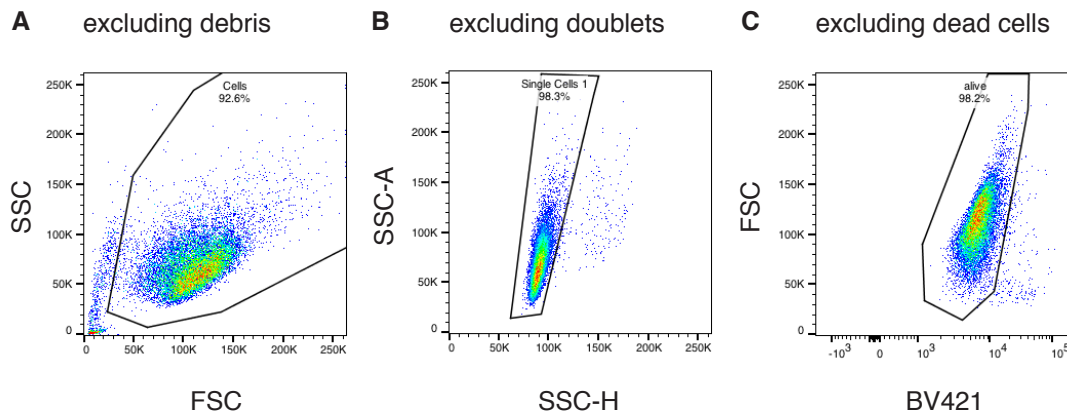 A excluding debris
B excluding doublets
C excluding dead cells
Cells
92.6%
250K
200K
150K
100K
50K
0
SSC
0 50K 100K 150K 200K 250K
FSC
Single Cells 1
98.3%
250K
200K
150K
100K
50K
0
SSC-A
0 50K 100K 150K 200K 250K
SSC-H
alive
98.2%
250K
200K
150K
100K
50K
0
FSC
-10³ 0 10³ 10⁴ 10⁵
BV421